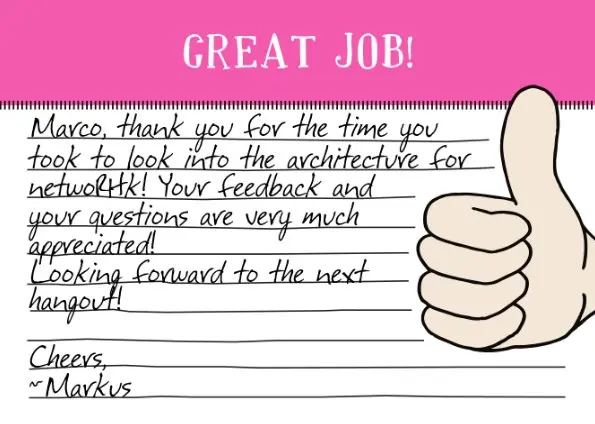 GREAT JOB!
Marco, thank you for the time you
took to look into the architecture for
netwoRHk! Your feedback and
your questions are very much
appreciated!
Looking forward to the next
hangout!
Cheers,
~Markus